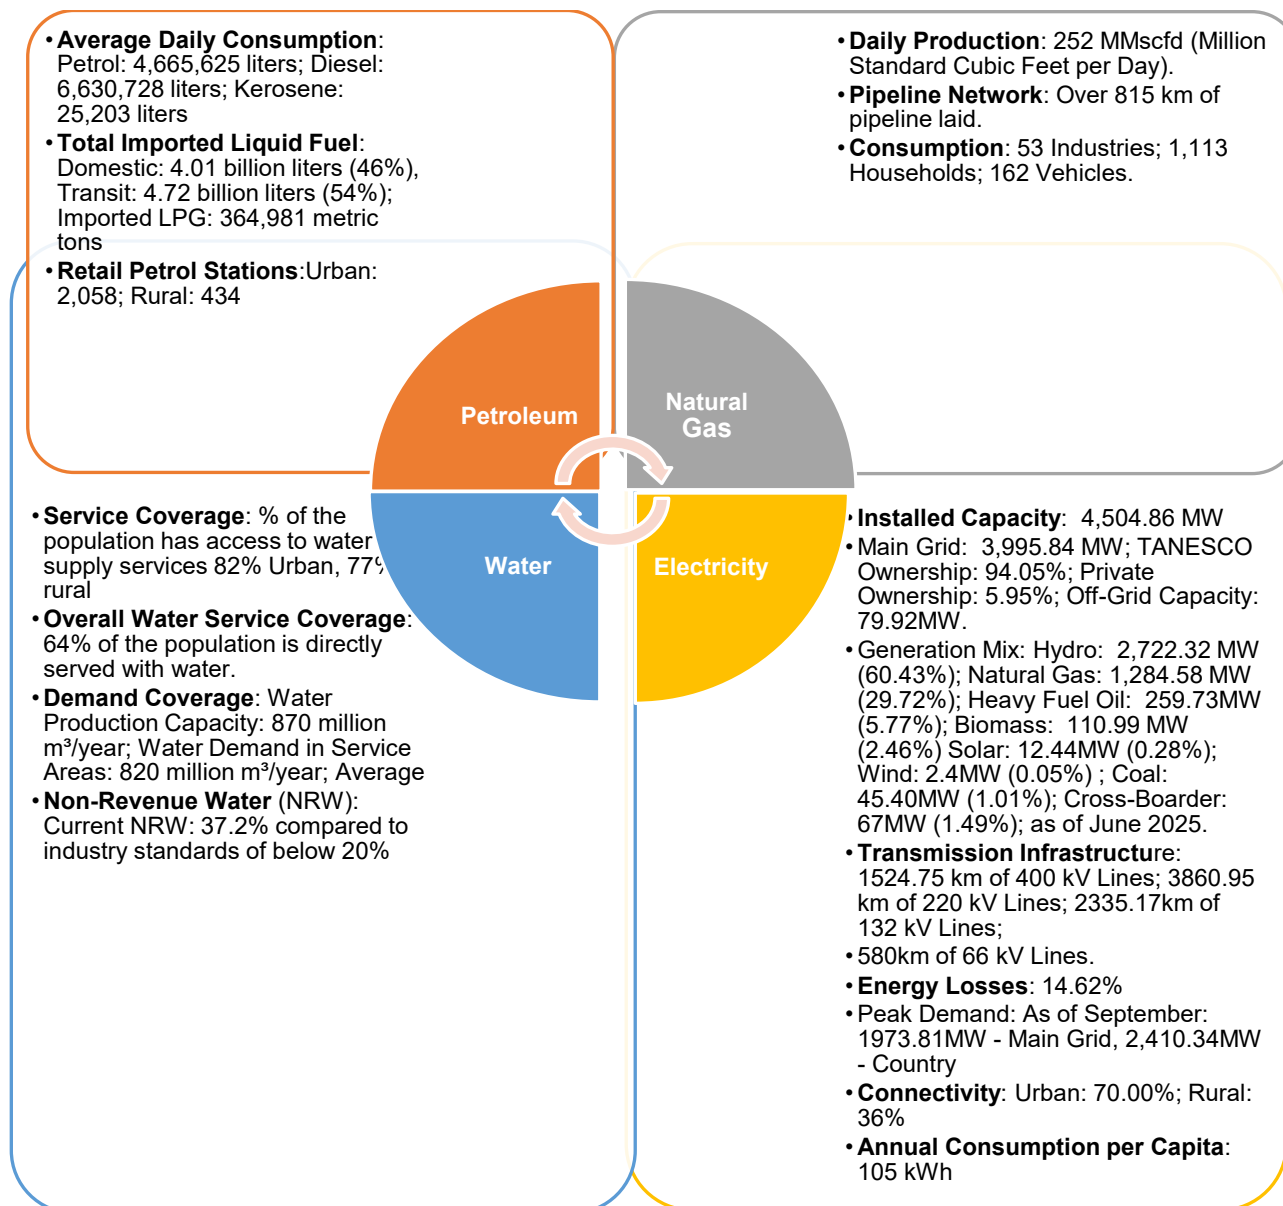 • Average Daily Consumption:
Petrol: 4,665,625 liters; Diesel:
6,630,728 liters; Kerosene:
25,203 liters
• Total Imported Liquid Fuel:
Domestic: 4.01 billion liters (46%),
Transit: 4.72 billion liters (54%);
Imported LPG: 364,981 metric
tons
• Retail Petrol Stations:Urban:
2,058; Rural: 434
• Daily Production: 252 MMscfd (Million
Standard Cubic Feet per Day).
• Pipeline Network: Over 815 km of
pipeline laid.
• Consumption: 53 Industries; 1,113
Households; 162 Vehicles.
Petroleum
Natural
Gas
Water
Electricity
• Service Coverage: % of the
population has access to water
supply services 82% Urban, 77%
rural
• Overall Water Service Coverage:
64% of the population is directly
served with water.
• Demand Coverage: Water
Production Capacity: 870 million
m³/year; Water Demand in Service
Areas: 820 million m³/year; Average
• Non-Revenue Water (NRW):
Current NRW: 37.2% compared to
industry standards of below 20%
• Installed Capacity: 4,504.86 MW
• Main Grid: 3,995.84 MW; TANESCO
Ownership: 94.05%; Private
Ownership: 5.95%; Off-Grid Capacity:
79.92MW.
• Generation Mix: Hydro: 2,722.32 MW
(60.43%); Natural Gas: 1,284.58 MW
(29.72%); Heavy Fuel Oil: 259.73MW
(5.77%); Biomass: 110.99 MW
(2.46%) Solar: 12.44MW (0.28%);
Wind: 2.4MW (0.05%) ; Coal:
45.40MW (1.01%); Cross-Boarder:
67MW (1.49%); as of June 2025.
• Transmission Infrastructure:
1524.75 km of 400 kV Lines; 3860.95
km of 220 kV Lines; 2335.17km of
132 kV Lines;
• 580km of 66 kV Lines.
• Energy Losses: 14.62%
• Peak Demand: As of September:
1973.81MW - Main Grid, 2,410.34MW
- Country
• Connectivity: Urban: 70.00%; Rural:
36%
• Annual Consumption per Capita:
105 kWh